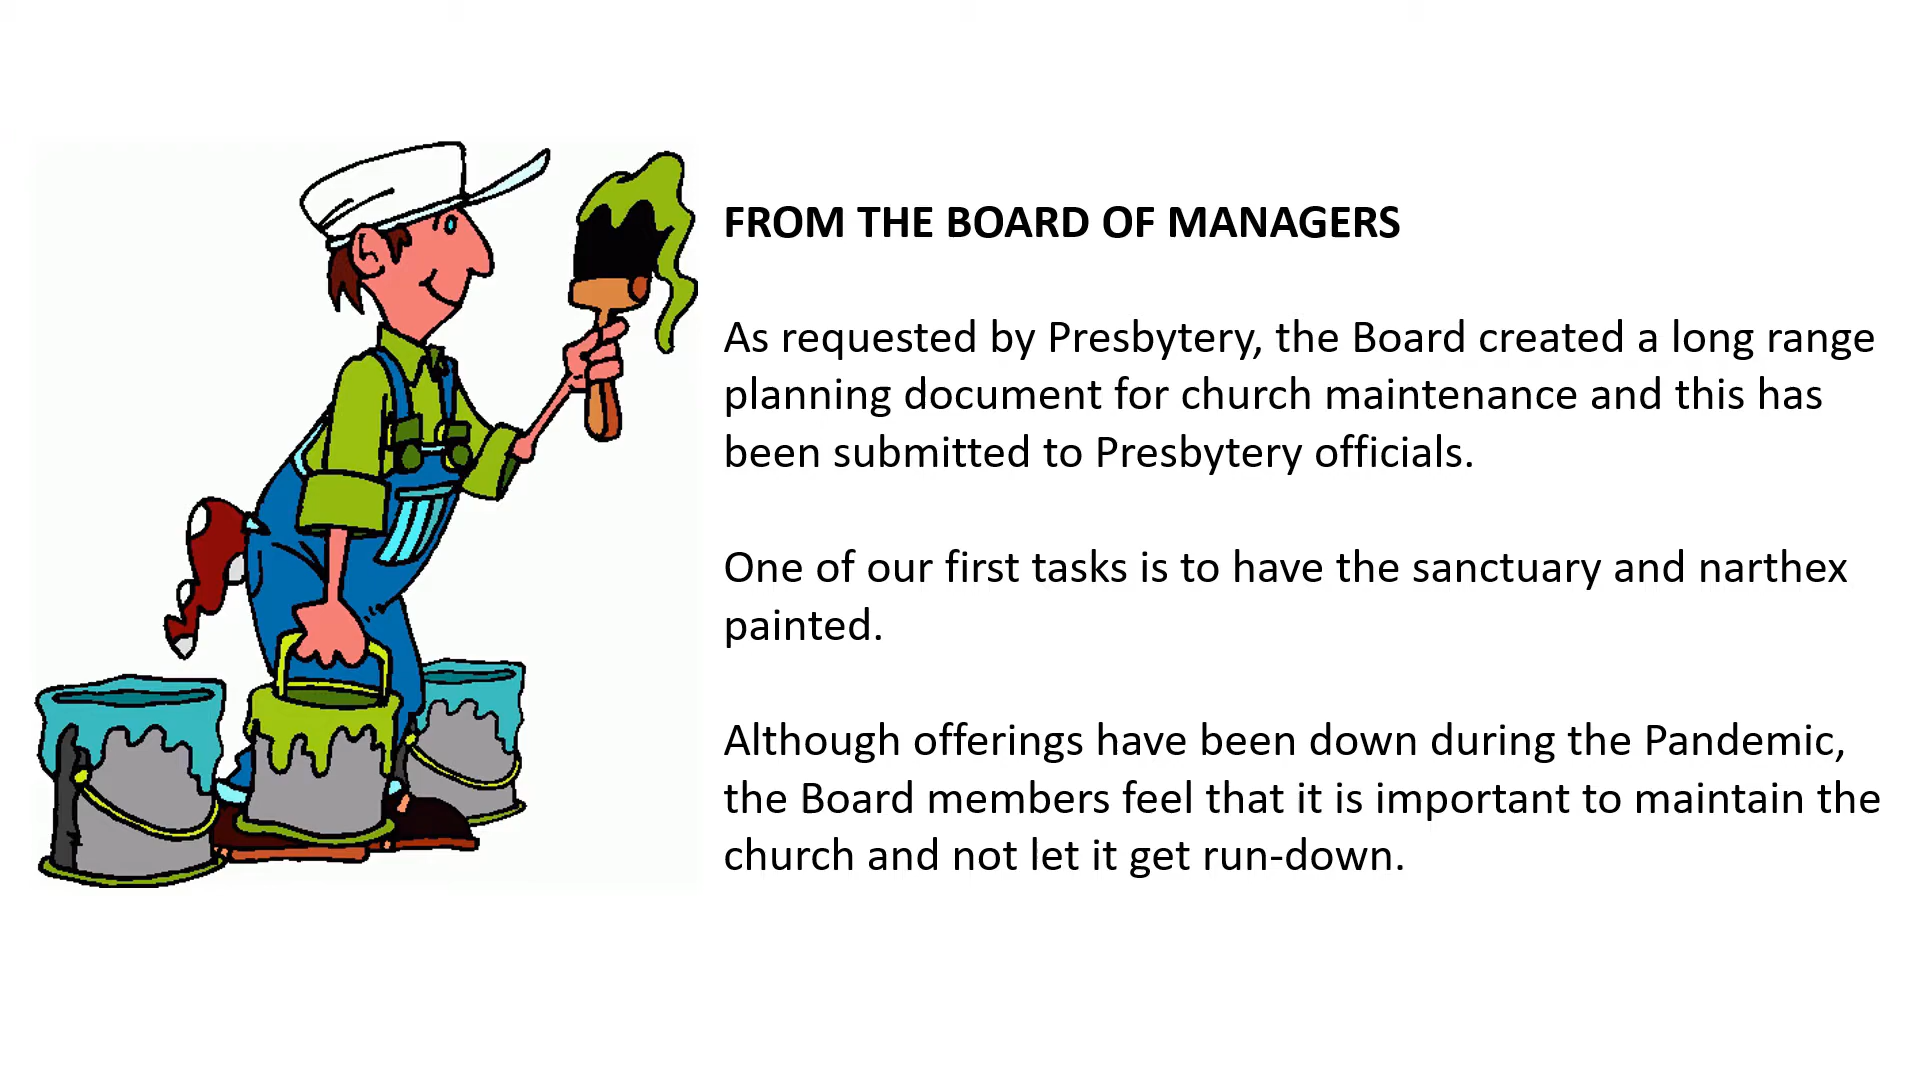 FROM THE BOARD OF MANAGERS
As requested by Presbytery, the Board created a long range
planning document for church maintenance and this has
been submitted to Presbytery officials.
One of our first tasks is to have the sanctuary and narthex
painted.
Although offerings have been down during the Pandemic,
the Board members feel that it is important to maintain the
church and not let it get run-down.